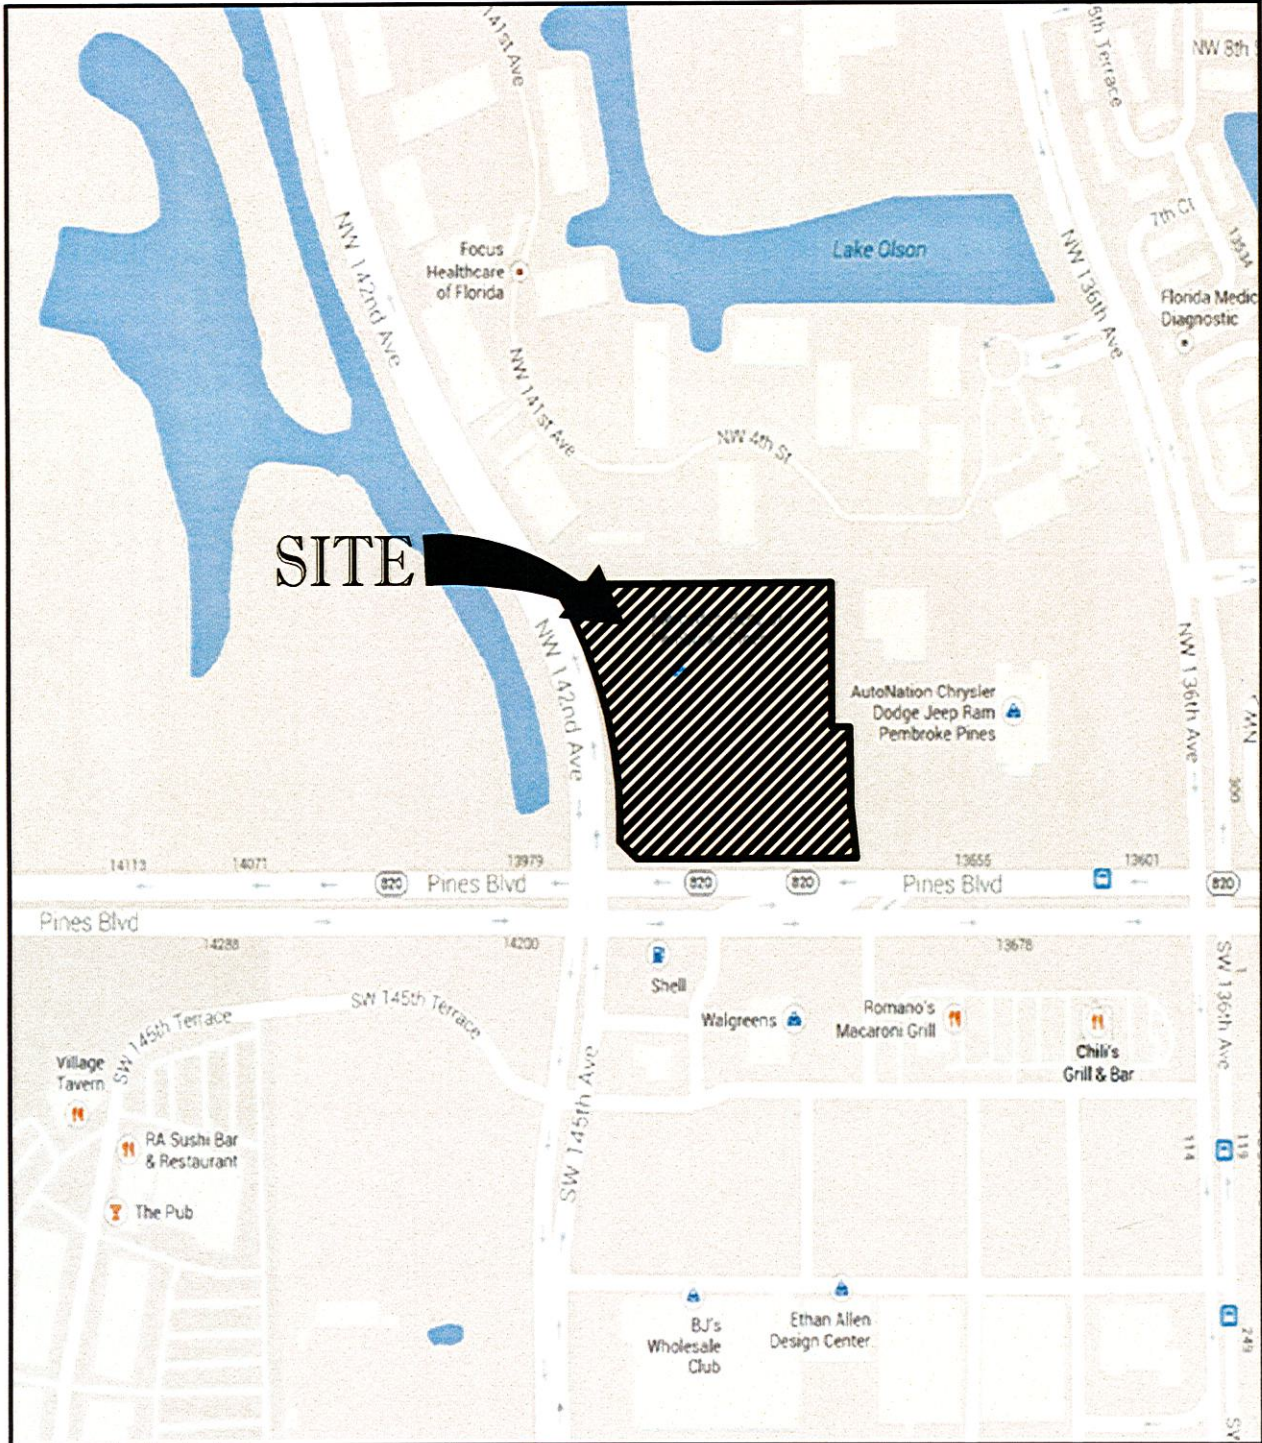 141st Ave
6th Terrace
NW 8th
NW 142nd Ave
Focus
Healthcare
of Florida
Lake Olson
7th Ct
13534
NW 136th Ave
Florida Medic
Diagnostic
NW 141st Ave
NW 4th St
SITE
NW 142nd Ave
NW 136th Ave
AutoNation Chrysler
Dodge Jeep Ram
Pembroke Pines
NW
300
14113
14071
13979
13655
13601
820
Pines Blvd
820
820
Pines Blvd
820
Pines Blvd
14288
14200
13678
Shell
SW 145th Terrace
SW 145th Terrace
Walgreens
Romano's
Macaroni Grill
Chili's
Grill & Bar
SW 136th Ave
Village
Tavern
SW 145th Ave
RA Sushi Bar
& Restaurant
114
119
The Pub
BJ's
Wholesale
Club
Ethan Allen
Design Center
249